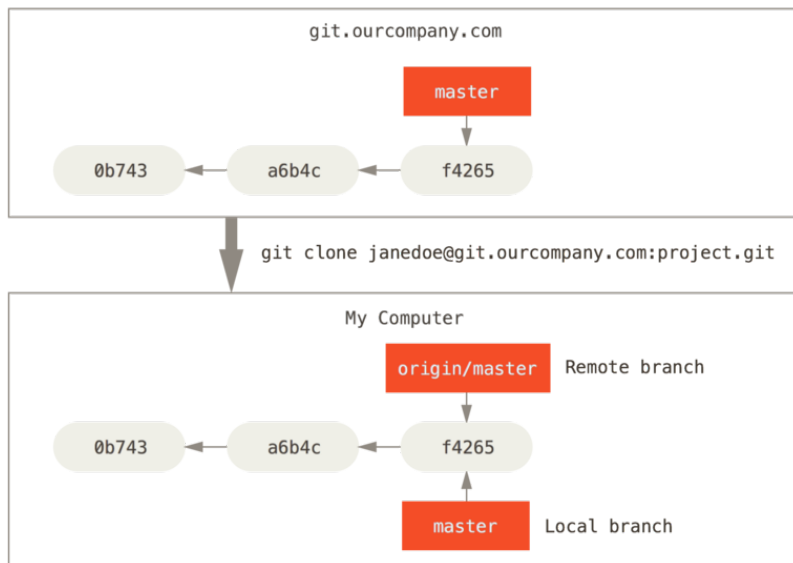 git.ourcompany.com
master
0b743 a6b4c f4265
git clone janedoe@git.ourcompany.com:project.git
My Computer
origin/master Remote branch
0b743 a6b4c f4265
master Local branch